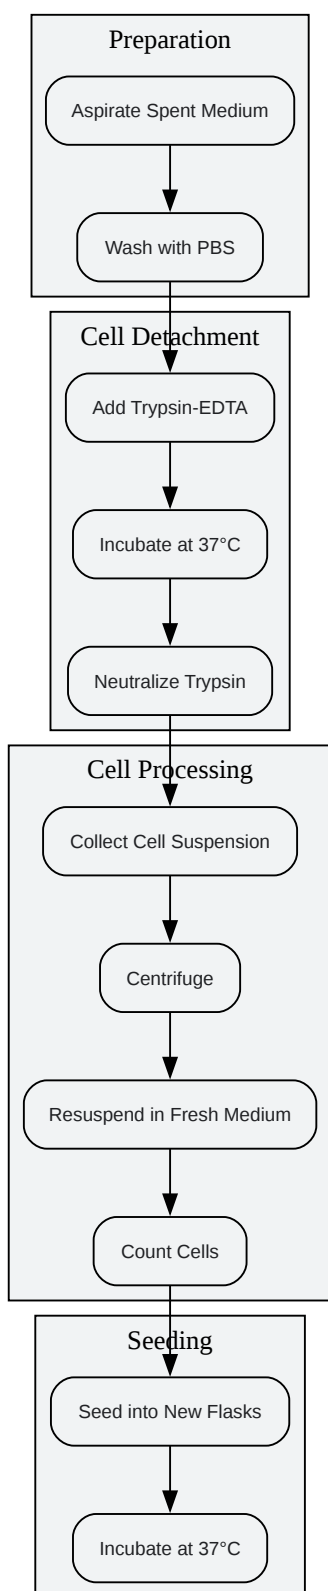 Preparation
Aspirate Spent Medium
Wash with PBS
Cell Detachment
Add Trypsin-EDTA
Incubate at 37°C
Neutralize Trypsin
Cell Processing
Collect Cell Suspension
Centrifuge
Resuspend in Fresh Medium
Count Cells
Seeding
Seed into New Flasks
Incubate at 37°C